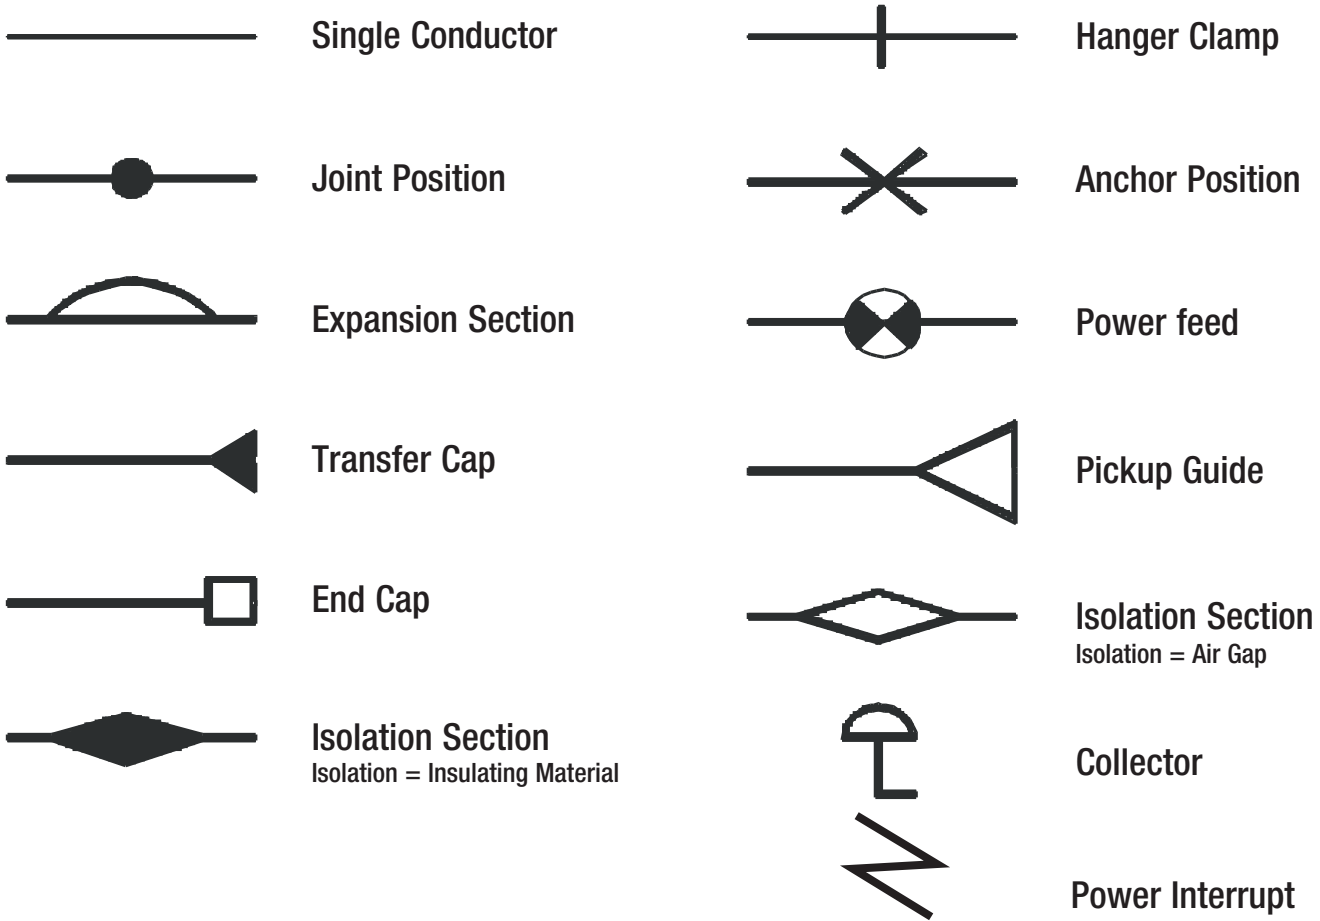 Single Conductor
Hanger Clamp
Joint Position
Anchor Position
Expansion Section
Power feed
Transfer Cap
Pickup Guide
End Cap
Isolation Section
Isolation = Air Gap
Isolation Section
Isolation = Insulating Material
Collector
Power Interrupt